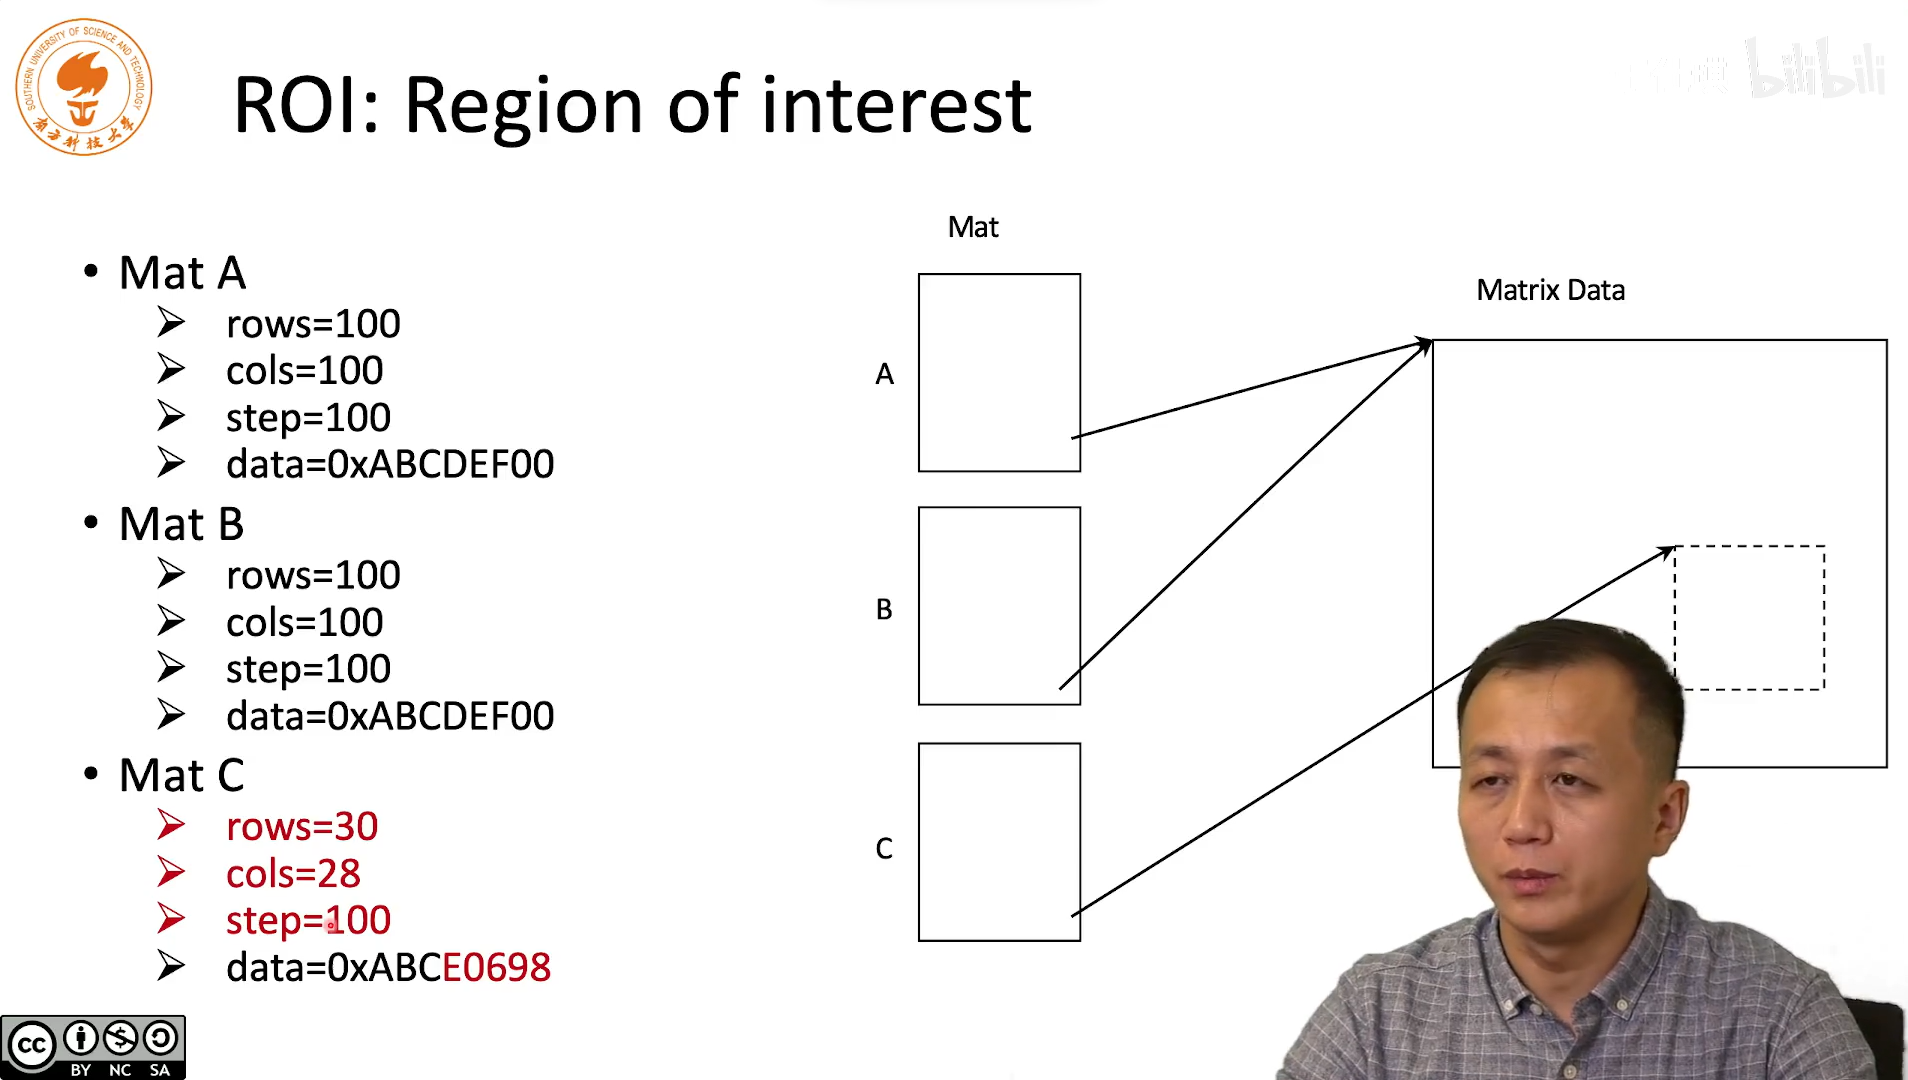 SOUTHERN UNIVERSITY OF SCIENCE AND TECHNOLOGY
南方科技大学
ROI: Region of interest
bilibili
• Mat A
➢ rows=100
➢ cols=100
➢ step=100
➢ data=0xABCDEF00
• Mat B
➢ rows=100
➢ cols=100
➢ step=100
➢ data=0xABCDEF00
• Mat C
➢ rows=30
➢ cols=28
➢ step=100
➢ data=0xABCE0698
Mat
Matrix Data
A
B
C
cc
BY NC SA